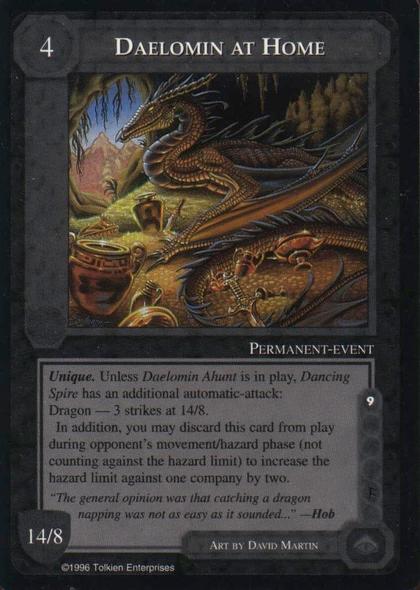 4
DAELOMIN AT HOME
PERMANENT-EVENT
Unique. Unless Daelomin Ahunt is in play, Dancing
Spire has an additional automatic-attack:
Dragon — 3 strikes at 14/8.
In addition, you may discard this card from play
during opponent's movement/hazard phase (not
counting against the hazard limit) to increase the
hazard limit against one company by two.
"The general opinion was that catching a dragon
napping was not as easy as it sounded..." —Hob
9
F
14/8
ART BY DAVID MARTIN
©1996 Tolkien Enterprises